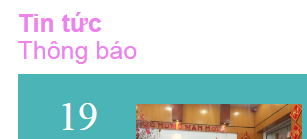 Tin tức
Thông báo
19